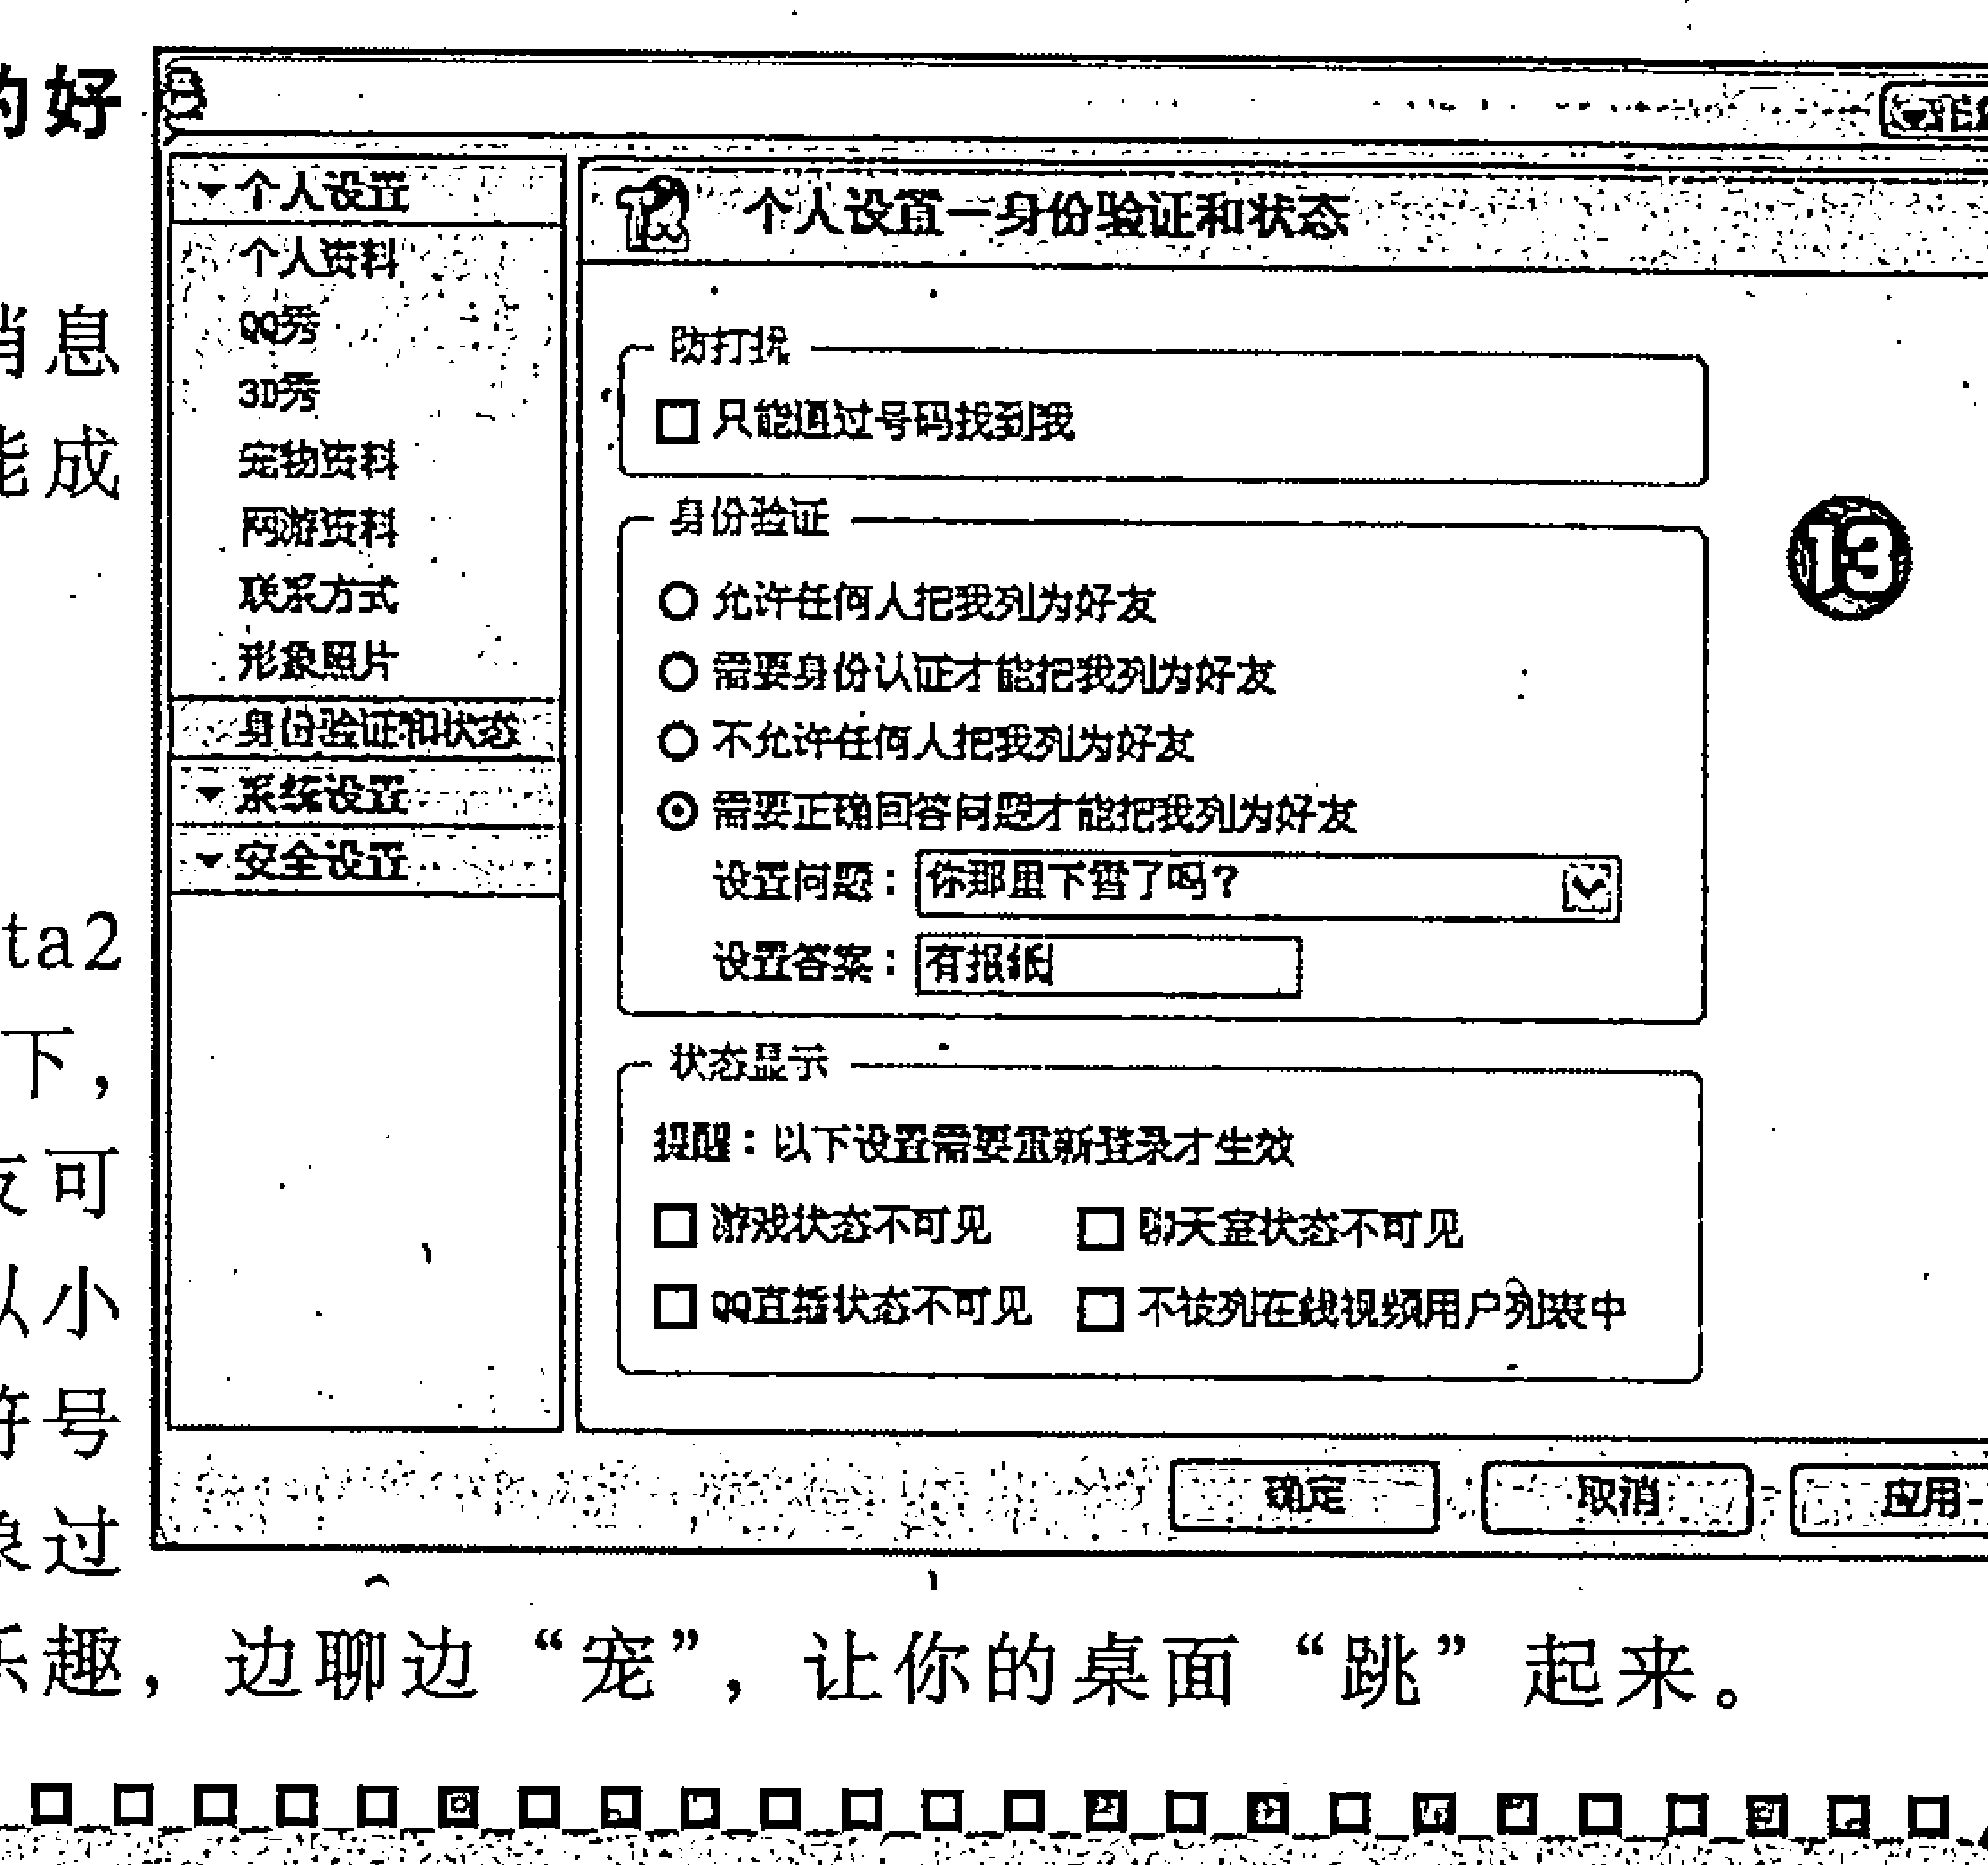 的好
消息
能成
ta2
下，
友可
以小
符号
象过
乐趣，边聊边“宠”，让你的桌面“跳”起来。
个人设置
个人资料
QQ秀
3D秀
宠物资料
网游资料
联系方式
形象照片
身份验证和状态
系统设置
安全设置
个人设置—身份验证和状态
防打扰
只能通过号码找到我
身份验证
允许任何人把我列为好友
需要身份认证才能把我列为好友
不允许任何人把我列为好友
需要正确回答问题才能把我列为好友
设置问题：你那里下雪了吗？
设置答案：有报纸
状态显示
提醒：以下设置需要重新登录才生效
游戏状态不可见 聊天室状态不可见
QQ直播状态不可见 不被列在线视频用户列表中
确定 取消 应用
13